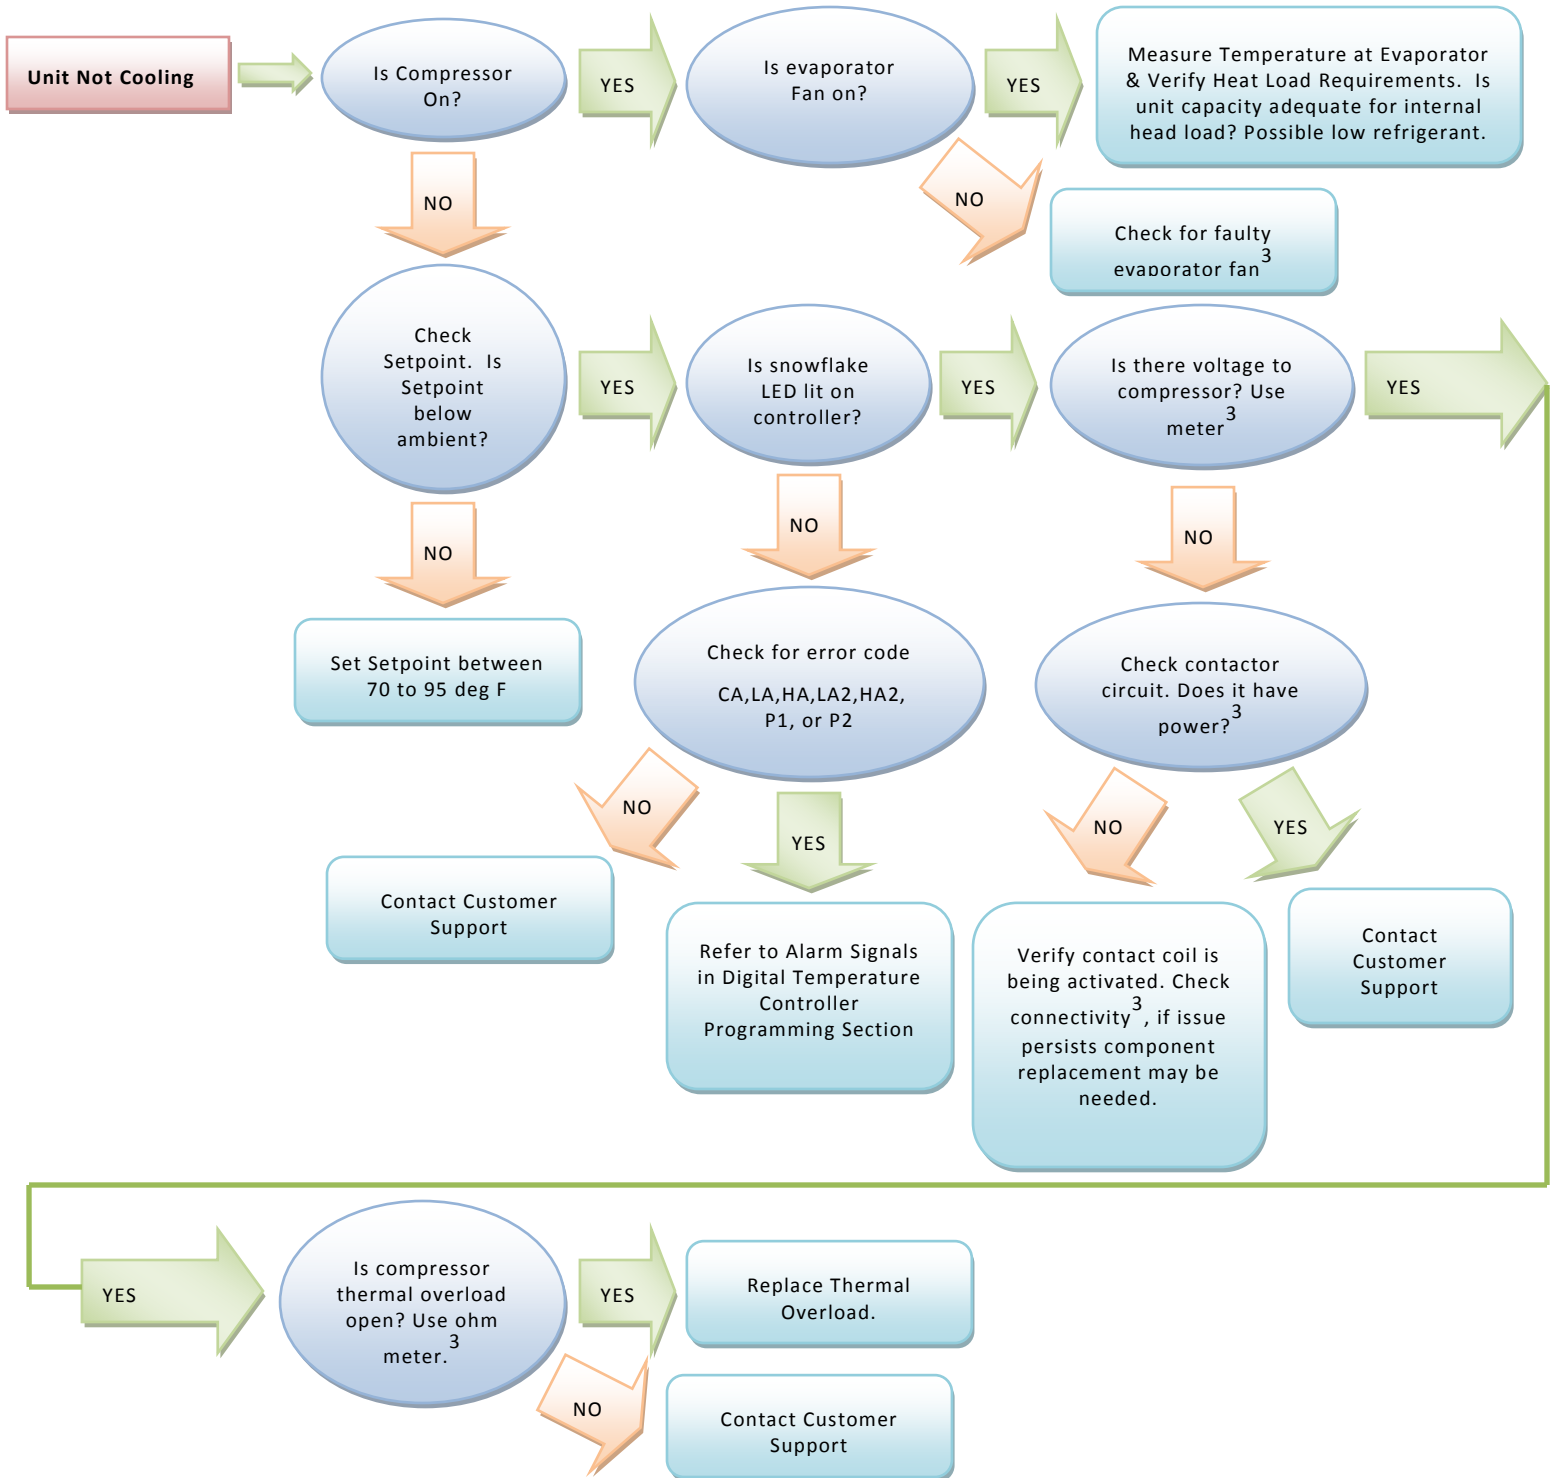 Unit Not Cooling
Is Compressor
On?
YES
Is evaporator
Fan on?
YES
Measure Temperature at Evaporator
& Verify Heat Load Requirements.  Is
unit capacity adequate for internal
head load? Possible low refrigerant.
NO
NO
Check for faulty
evaporator fan3
Check
Setpoint.  Is
Setpoint
below
ambient?
YES
Is snowflake
LED lit on
controller?
YES
Is there voltage to
compressor? Use
meter3
YES
NO
NO
NO
Set Setpoint between
70 to 95 deg F
Check for error code
CA,LA,HA,LA2,HA2,
P1, or P2
Check contactor
circuit. Does it have
power?3
NO
YES
NO
YES
Contact Customer
Support
Refer to Alarm Signals
in Digital Temperature
Controller
Programming Section
Verify contact coil is
being activated. Check
connectivity3, if issue
persists component
replacement may be
needed.
Contact
Customer
Support
YES
Is compressor
thermal overload
open? Use ohm
meter.3
YES
Replace Thermal
Overload.
NO
Contact Customer
Support